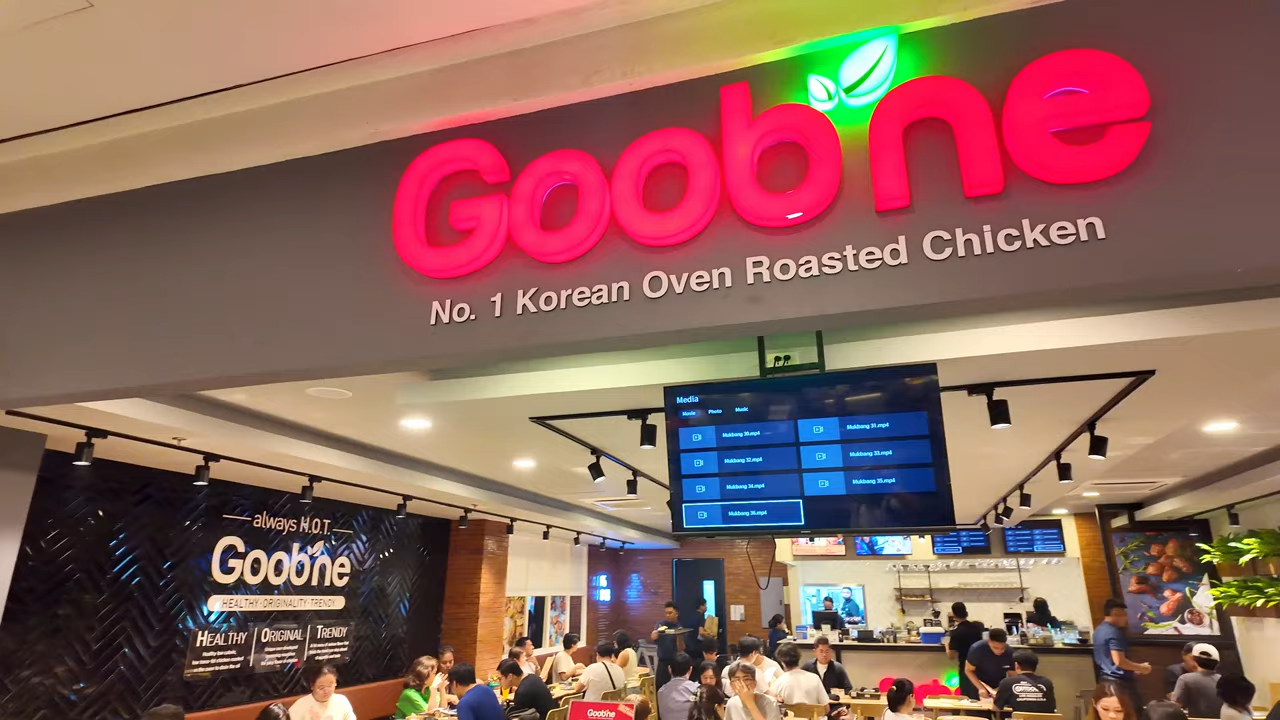 Goobne
No. 1 Korean Oven Roasted Chicken
Media
Movie Photo Music
Mukbang 30.mp4 Mukbang 31.mp4
Mukbang 32.mp4 Mukbang 33.mp4
Mukbang 34.mp4 Mukbang 35.mp4
Mukbang 36.mp4
always H.O.T
Goobne
HEALTHY·ORIGINALITY·TRENDY
HEALTHY ORIGINAL TRENDY
Goobne